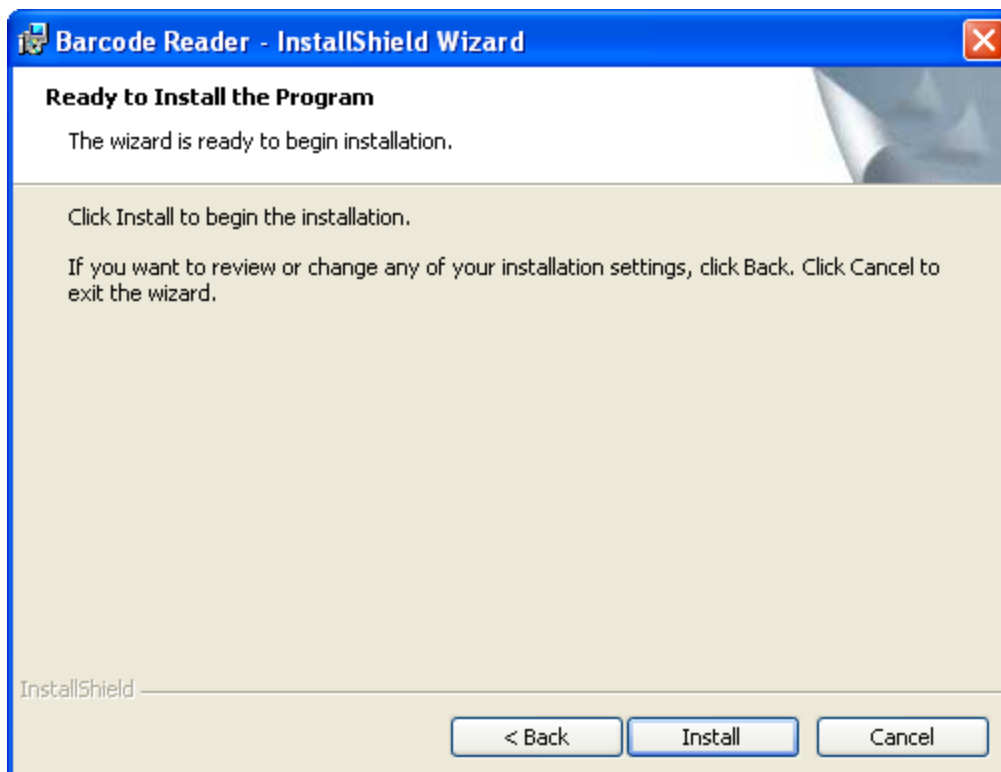 Barcode Reader - InstallShield Wizard
Ready to Install the Program
The wizard is ready to begin installation.
Click Install to begin the installation.
If you want to review or change any of your installation settings, click Back. Click Cancel to
exit the wizard.
InstallShield
< Back Install Cancel